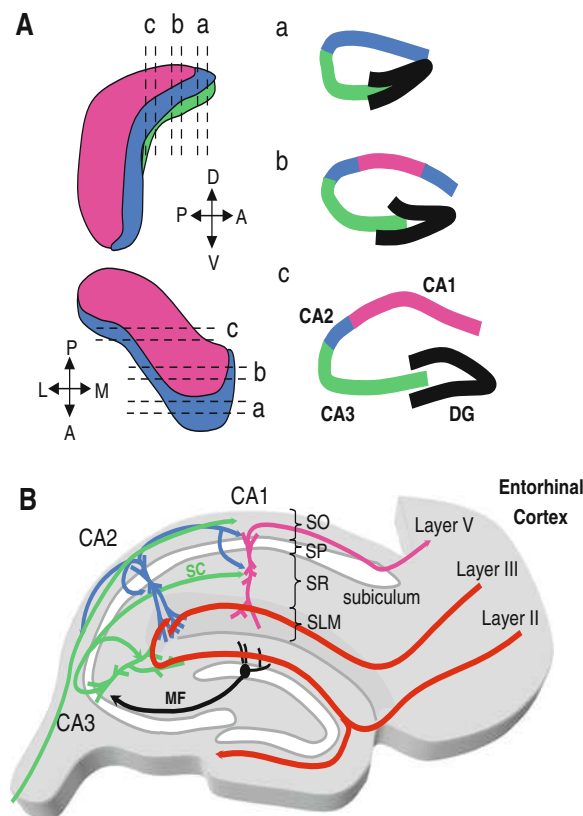 A
c b a
D
P A
V
c
P
L M
b
A
a
a
b
c
CA1
CA2
CA3
DG
B
Entorhinal
Cortex
CA1
SO
Layer V
CA2
SP
SC
SR
Layer III
subiculum
Layer II
SLM
MF
CA3